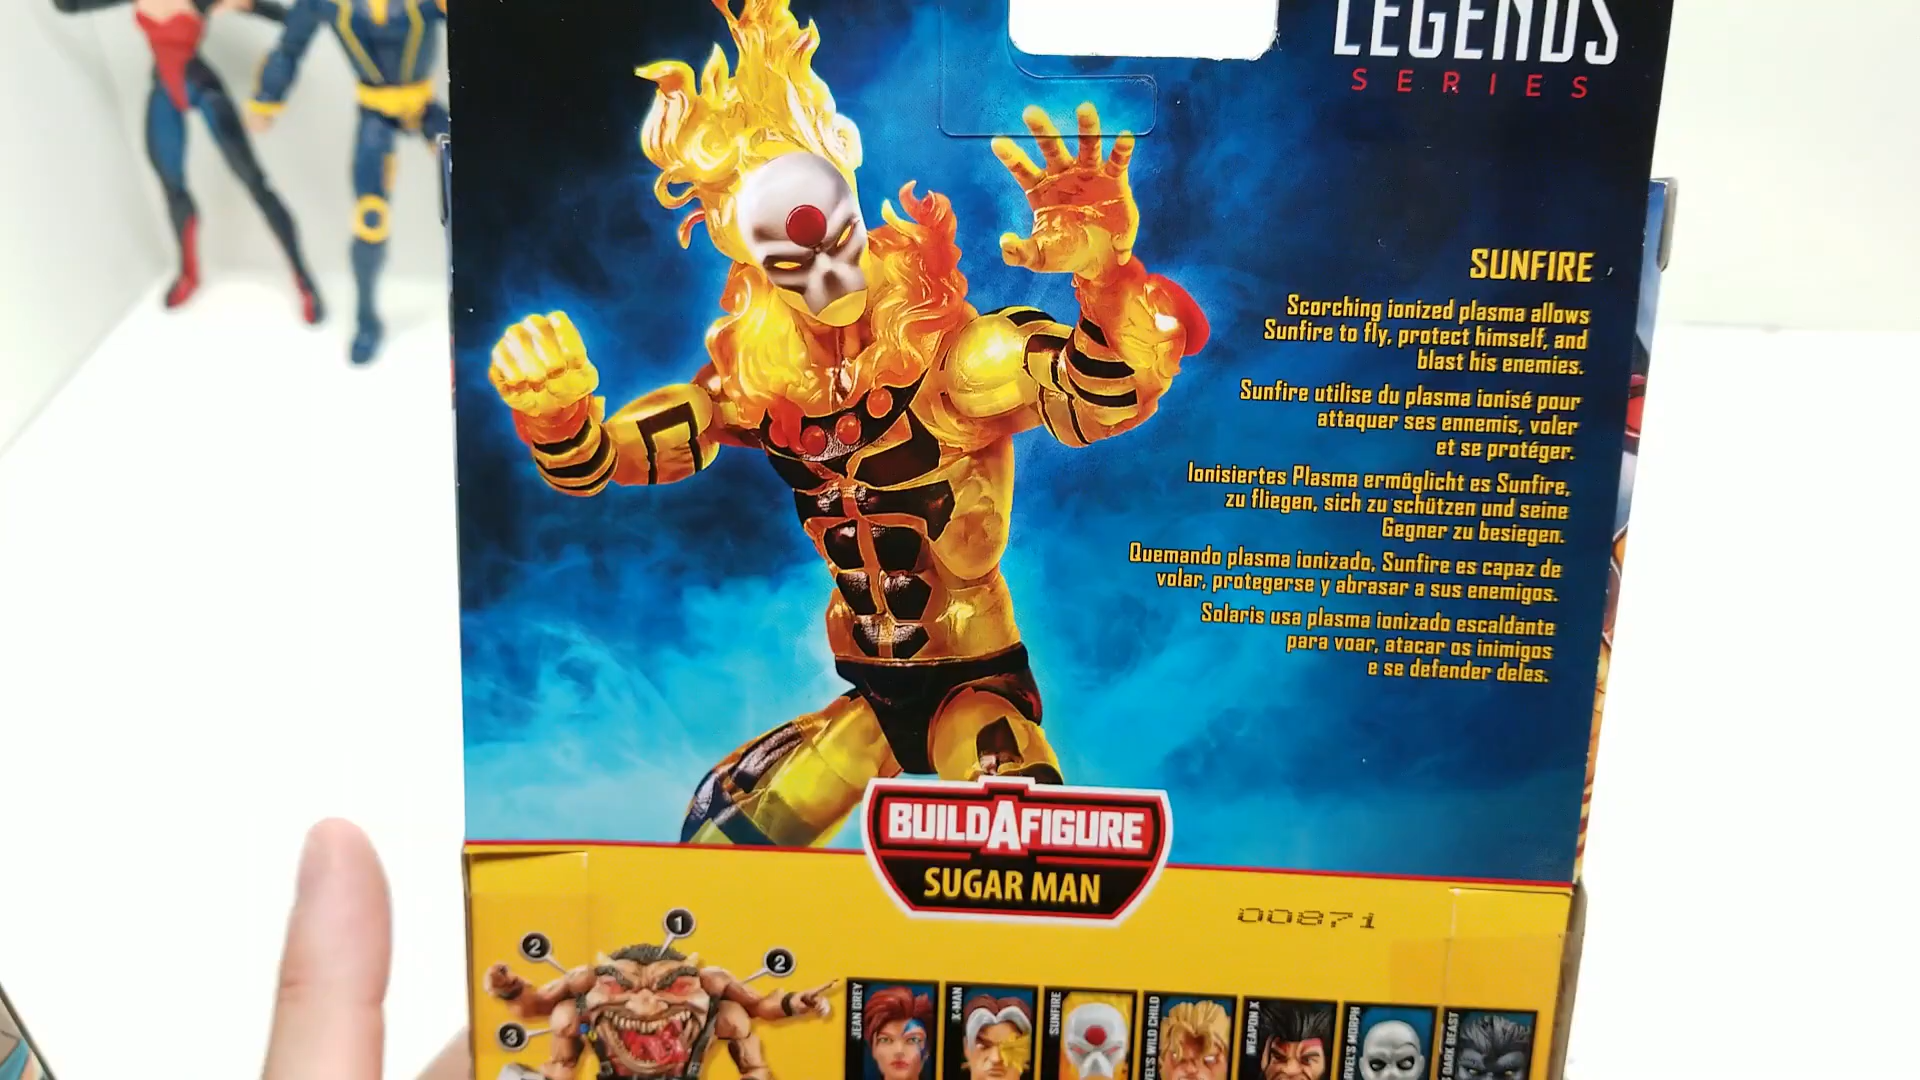 LEGENDS
SERIES
SUNFIRE
Scorching ionized plasma allows
Sunfire to fly, protect himself, and
blast his enemies.
Sunfire utilise du plasma ionisé pour
attaquer ses ennemis, voler
et se protéger.
Ionisiertes Plasma ermöglicht es Sunfire,
zu fliegen, sich zu schützen und seine
Gegner zu besiegen.
Quemando plasma ionizado, Sunfire es capaz de
volar, protegerse y abrasar a sus enemigos.
Solaris usa plasma ionizado escaldante
para voar, atacar os inimigos
e se defender deles.
BUILDAFIGURE
SUGAR MAN
00871
1
2
2
3
JEAN GREY
X-MAN
SUNFIRE
WILD CHILD
WEAPON X
MORPH
DARK BEAST